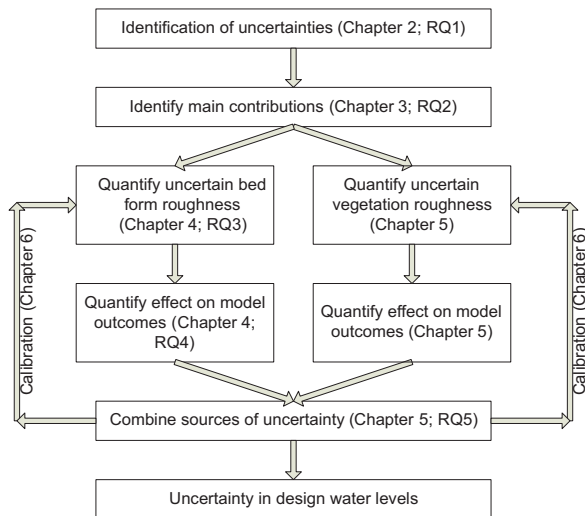 Identification of uncertainties (Chapter 2; RQ1)
Identify main contributions (Chapter 3; RQ2)
Quantify uncertain bed
form roughness
(Chapter 4; RQ3)
Quantify uncertain
vegetation roughness
(Chapter 5)
Calibration (Chapter 6)
Calibration (Chapter 6)
Quantify effect on model
outcomes (Chapter 4;
RQ4)
Quantify effect on model
outcomes (Chapter 5)
Combine sources of uncertainty (Chapter 5; RQ5)
Uncertainty in design water levels